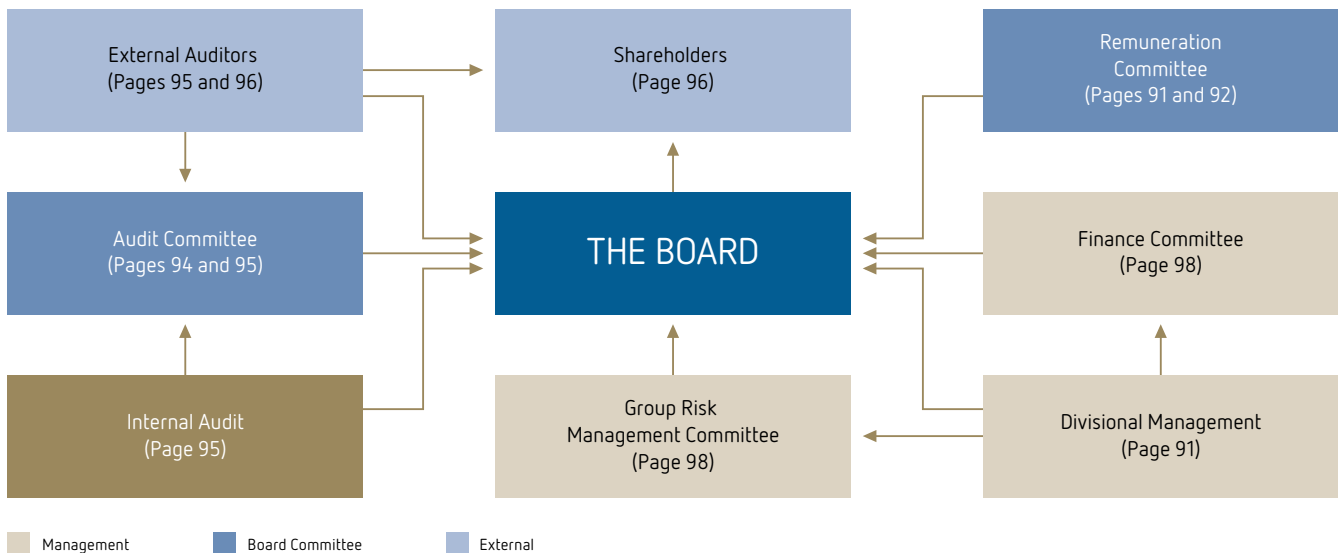 External Auditors
(Pages 95 and 96)
Shareholders
(Page 96)
Remuneration
Committee
(Pages 91 and 92)
Audit Committee
(Pages 94 and 95)
THE BOARD
Finance Committee
(Page 98)
Internal Audit
(Page 95)
Group Risk
Management Committee
(Page 98)
Divisional Management
(Page 91)
Management
Board Committee
External